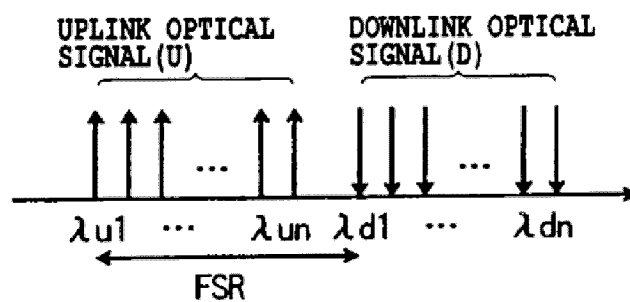 UPLINK OPTICAL
SIGNAL(U)
DOWNLINK OPTICAL
SIGNAL(D)
... ...
λu1 ... λun λd1 ... λdn
FSR